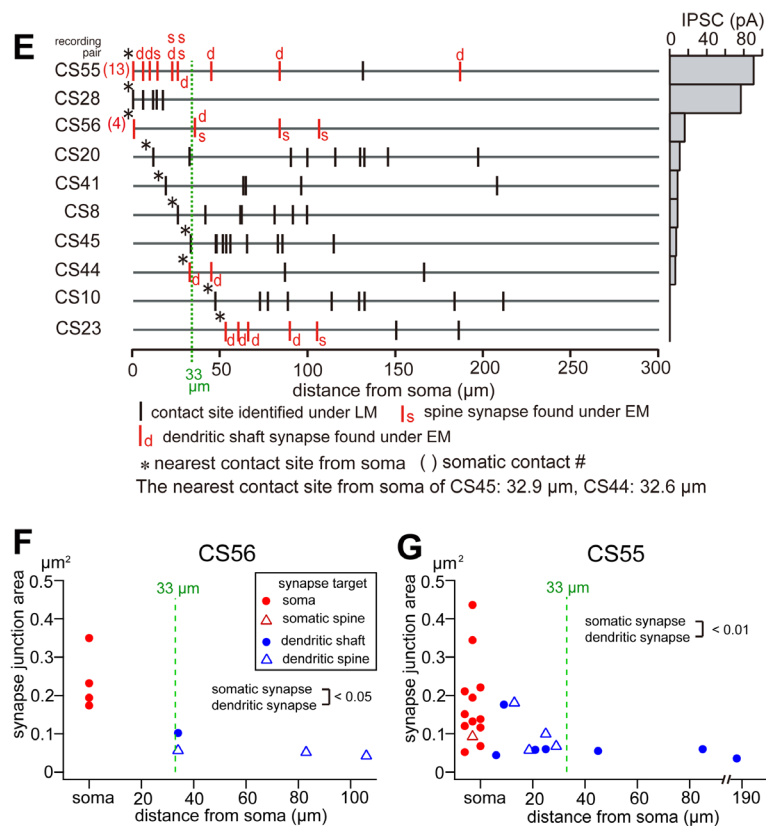 E
recording
pair
IPSC (pA)
0 40 80
s s
d d s d s d d d
d
CS55 (13)
CS28
CS56
(4)
d
s s s
CS20
CS41
CS8
CS45
CS44
d d
CS10
CS23
d d d d s
0 50 100 150 200 250 300
33
μm
distance from soma (μm)
contact site identified under LM
s spine synapse found under EM
d dendritic shaft synapse found under EM
* nearest contact site from soma ( ) somatic contact #
The nearest contact site from soma of CS45: 32.9 μm, CS44: 32.6 μm
F
CS56
μm²
synapse junction area
0.5
0.4
0.3
0.2
0.1
0
33 μm
synapse target
soma
somatic spine
dendritic shaft
dendritic spine
somatic synapse
dendritic synapse
< 0.05
soma 20 40 60 80 100
distance from soma (μm)
G
CS55
μm²
synapse junction area
0.5
0.4
0.3
0.2
0.1
0
33 μm
somatic synapse
dendritic synapse
< 0.01
soma 20 40 60 80 190
distance from soma (μm)